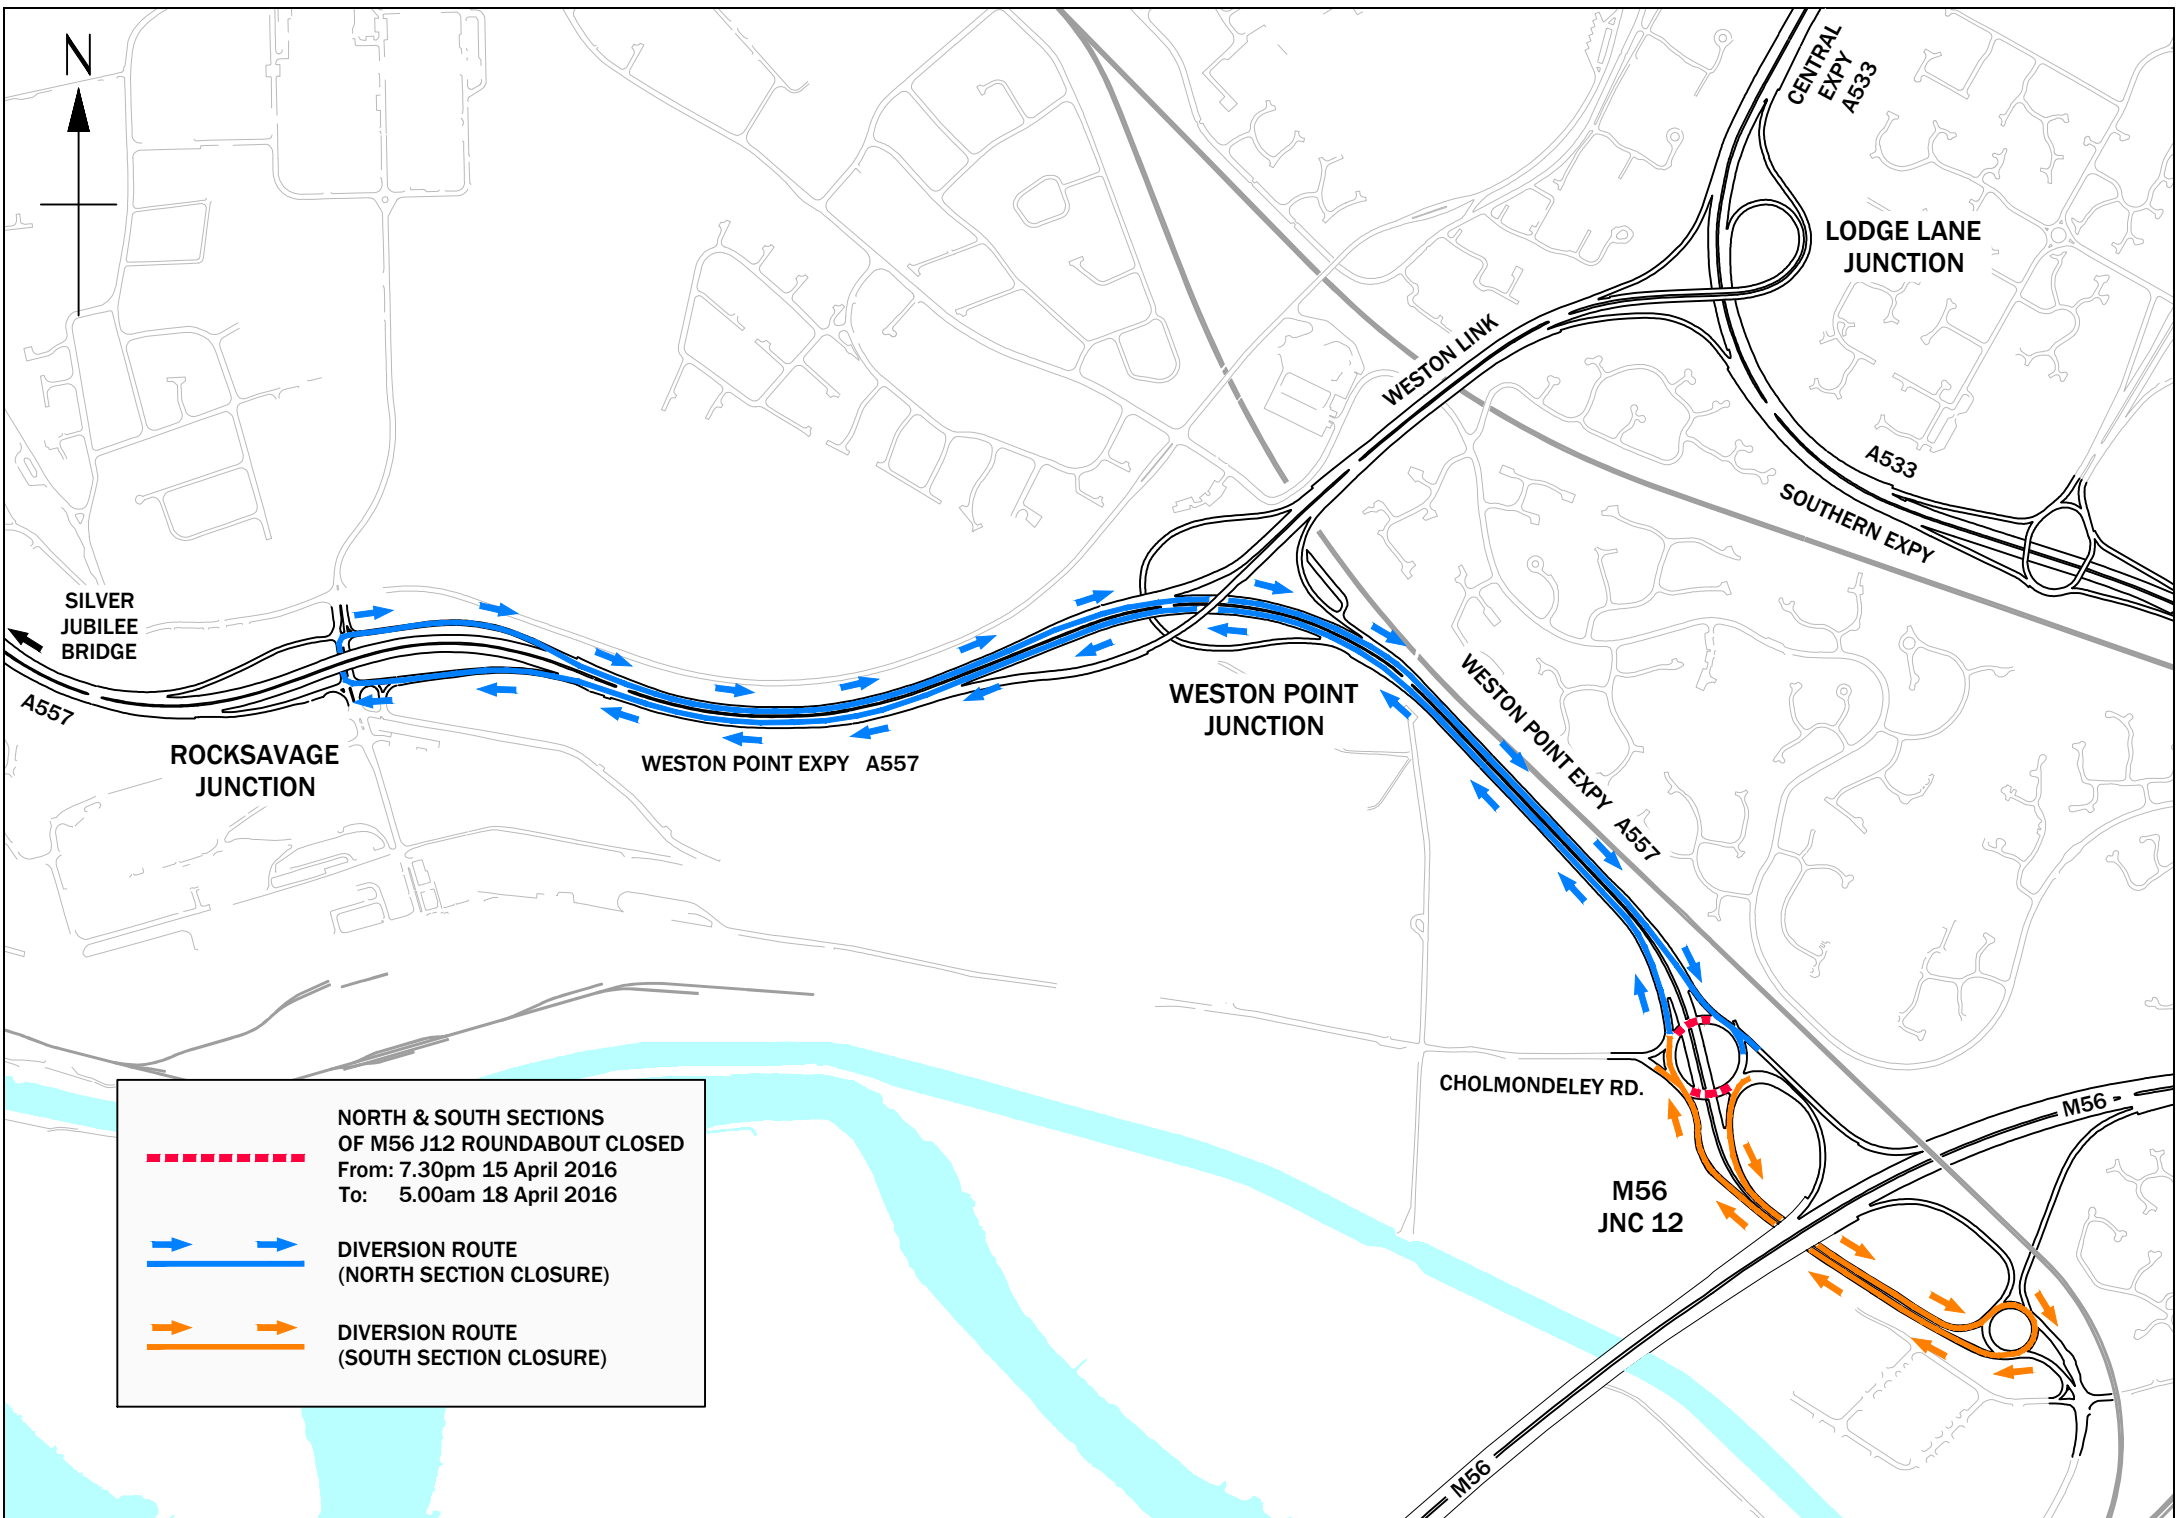 N
CENTRAL
EXPY
A533
LODGE LANE
JUNCTION
WESTON LINK
A533
SOUTHERN EXPY
SILVER
JUBILEE
BRIDGE
A557
ROCKSAVAGE
JUNCTION
WESTON POINT EXPY A557
WESTON POINT
JUNCTION
WESTON POINT EXPY A557
CHOLMONDELEY RD.
M56
M56
JNC 12
M56
NORTH & SOUTH SECTIONS
OF M56 J12 ROUNDABOUT CLOSED
From: 7.30pm 15 April 2016
To: 5.00am 18 April 2016
DIVERSION ROUTE
(NORTH SECTION CLOSURE)
DIVERSION ROUTE
(SOUTH SECTION CLOSURE)